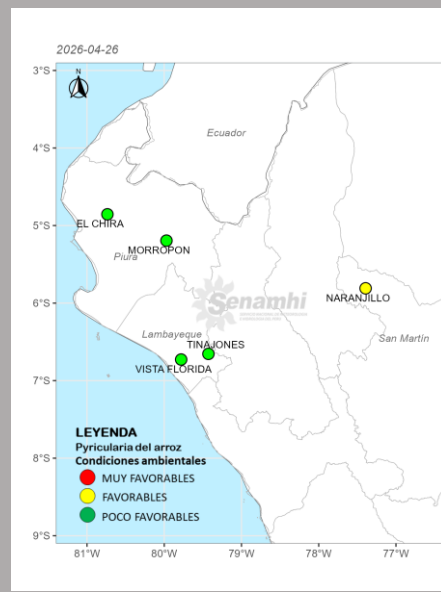 2026-04-26
3°S
N
Ecuador
4°S
5°S
EL CHIRA
MORROPON
Piura
6°S
Senamhi
NARANJILLO
Lambayeque
TINAJONES
San Martín
VISTA FLORIDA
7°S
LEYENDA
Pyricularia del arroz
Condiciones ambientales
8°S
MUY FAVORABLES
FAVORABLES
POCO FAVORABLES
9°S
81°W
80°W
79°W
78°W
77°W